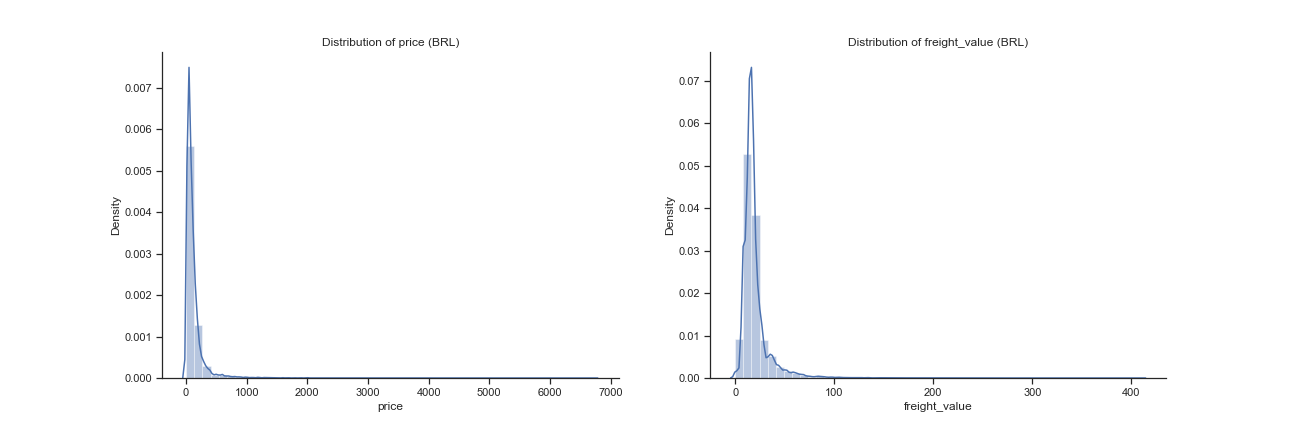 Distribution of price (BRL)
Density
0.007
0.006
0.005
0.004
0.003
0.002
0.001
0.000
0 1000 2000 3000 4000 5000 6000 7000
price
Distribution of freight_value (BRL)
Density
0.07
0.06
0.05
0.04
0.03
0.02
0.01
0.00
0 100 200 300 400
freight_value